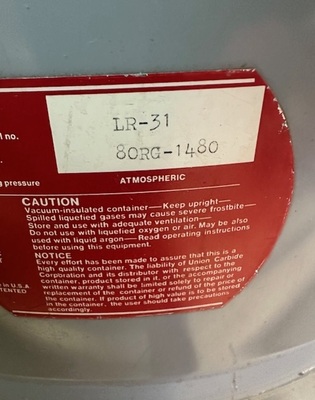 l no.
LR-31
80RG-1480
g pressure
ATMOSPHERIC
CAUTION
Vacuum-insulated container—Keep upright—
Spilled liquefied gases may cause severe frostbite—
Store and use with adequate ventilation—
Do not use with liquefied oxygen or air. May be also
used with liquid argon—Read operating instructions
before using this equipment.
NOTICE
Every effort has been made to assure that this is a
high quality container. The liability of Union Carbide
Corporation and its distributor with respect to the
container, product stored in it, or the accompanying
written warranty shall be limited solely to repair or
replacement of the container or refund of the price of
the container. If product of high value is to be stored
in the container, the user should take precautions
accordingly.
in U.S.A
TENTED